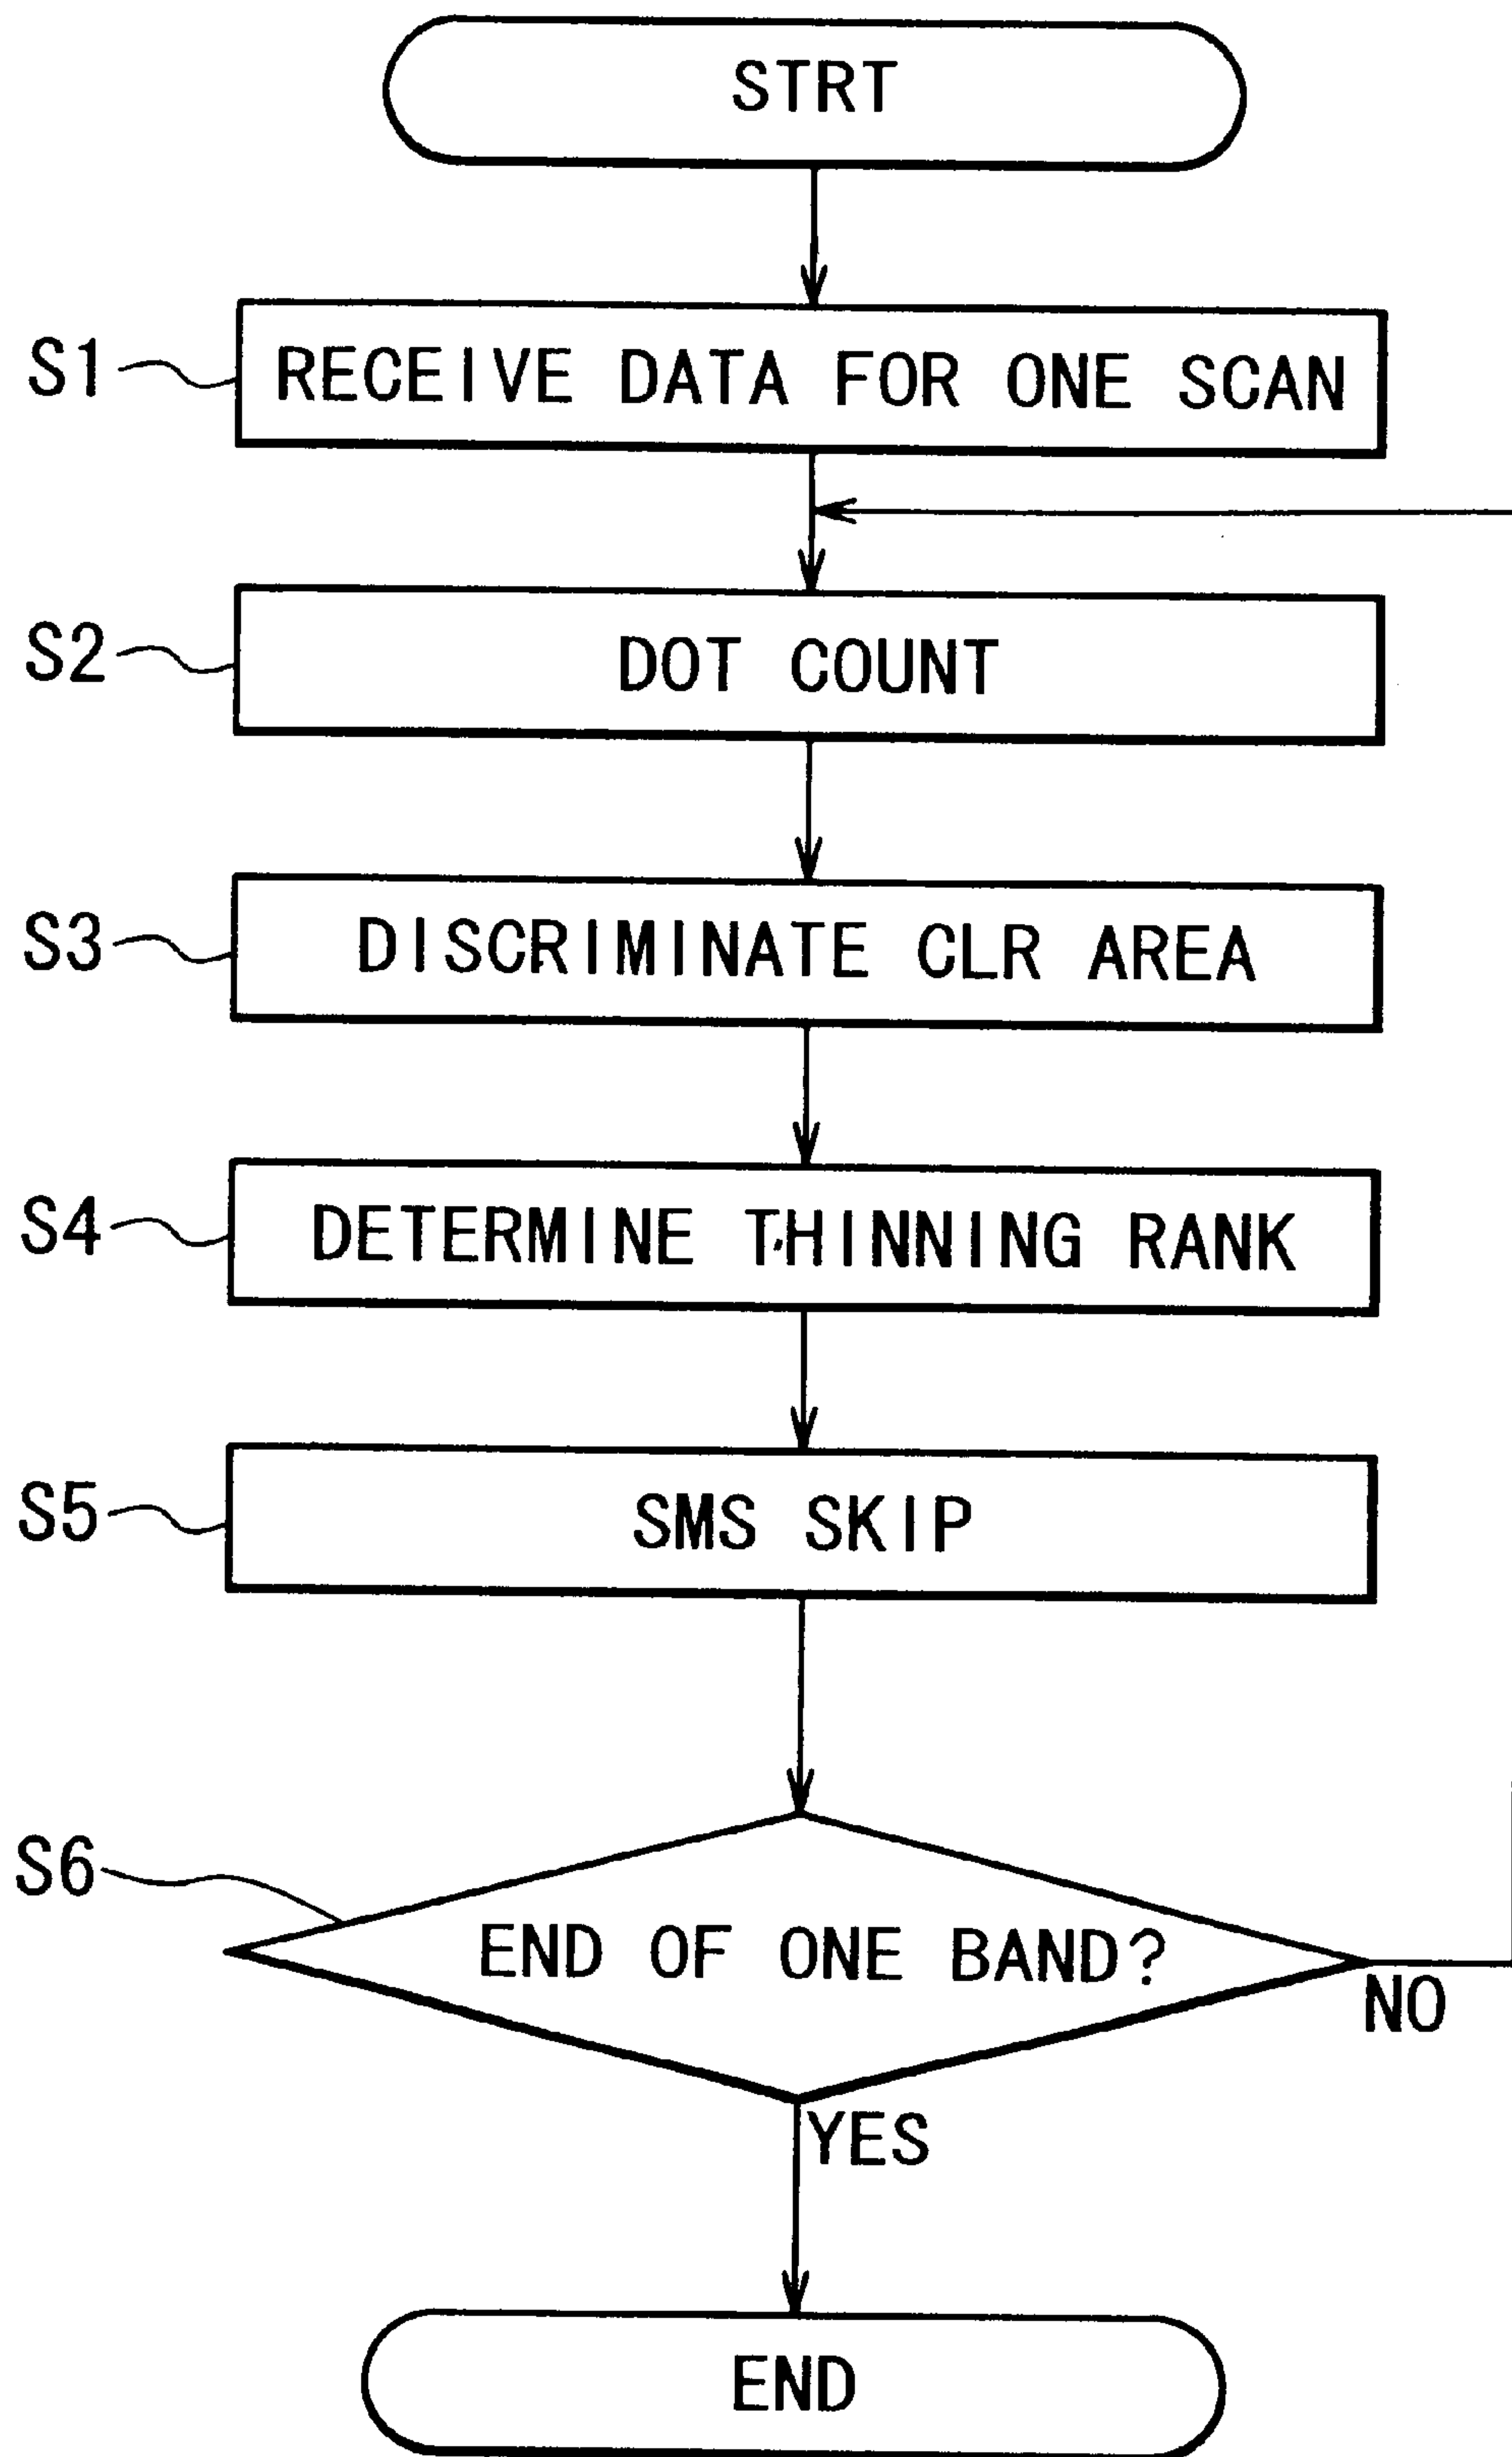 STRT
S1 RECEIVE DATA FOR ONE SCAN
S2 DOT COUNT
S3 DISCRIMINATE CLR AREA
S4 DETERMINE THINNING RANK
S5 SMS SKIP
S6 END OF ONE BAND?
NO
YES
END